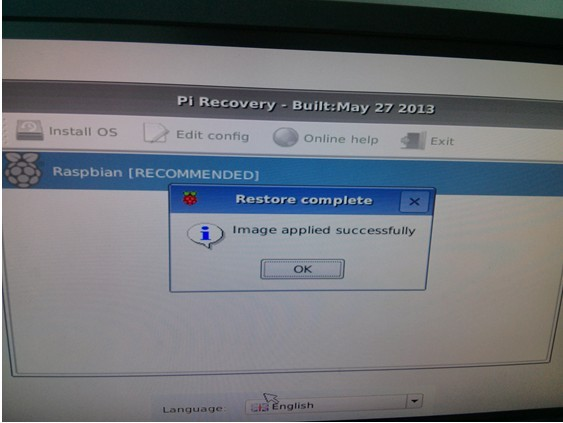 Pi Recovery - Built:May 27 2013
Install OS Edit config Online help Exit
Raspbian [RECOMMENDED]
Restore complete
Image applied successfully
OK
Language: English